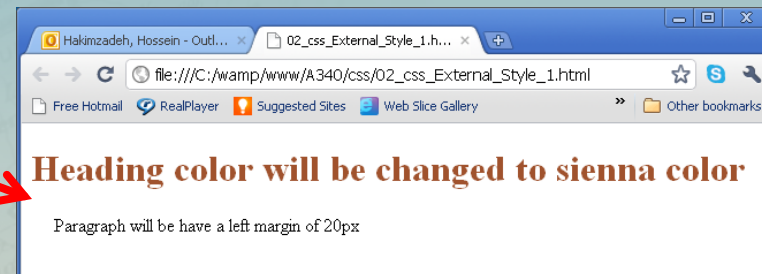 Hakimzadeh, Hossein - Outl... 02_css_External_Style_1.h...
file:///C:/wamp/www/A340/css/02_css_External_Style_1.html
Free Hotmail RealPlayer Suggested Sites Web Slice Gallery » Other bookmarks
Heading color will be changed to sienna color
Paragraph will be have a left margin of 20px